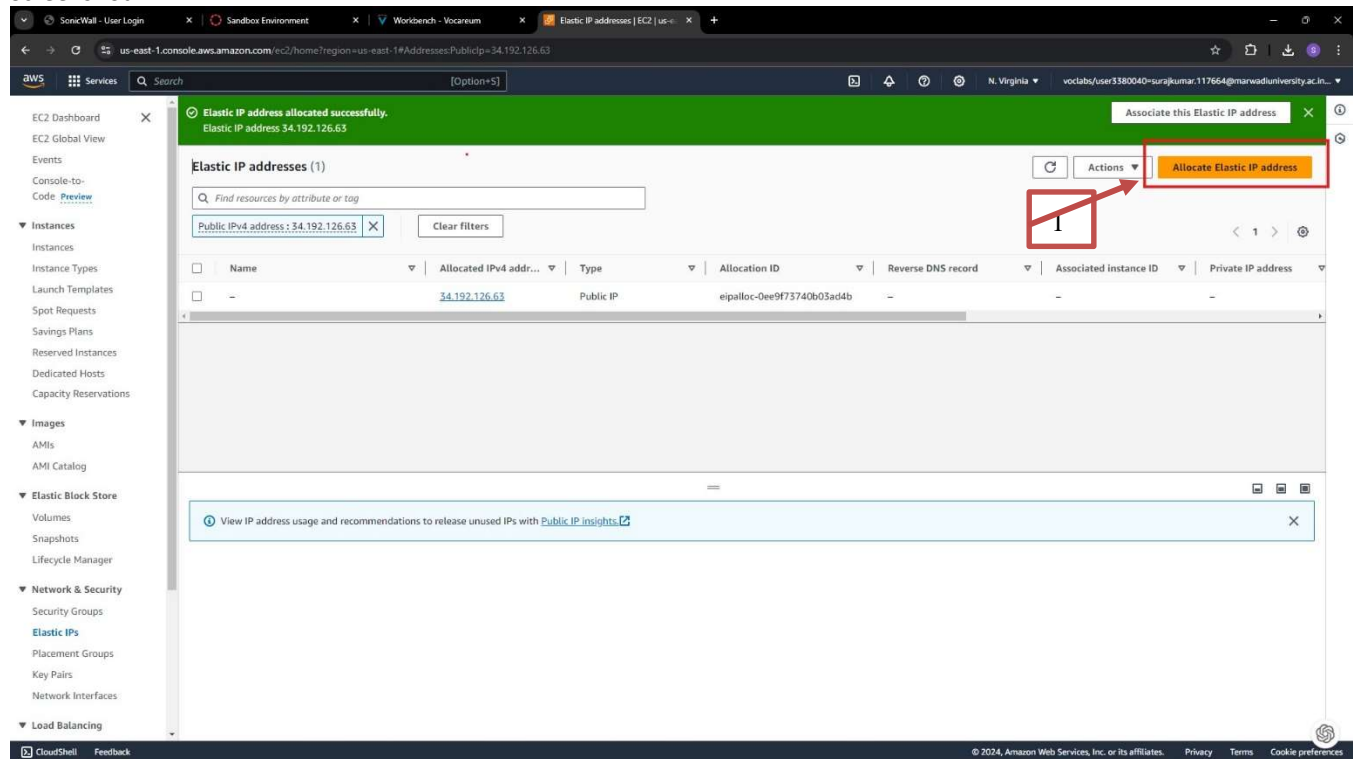 SonicWall - User Login
Sandbox Environment
Workbench - Vocareum
Elastic IP addresses | EC2 | us-e
us-east-1.console.aws.amazon.com/ec2/home?region=us-east-1#Addresses:PublicIp=34.192.126.63
aws Services Search [Option+S] N. Virginia voclabs/user3380040=surajkumar.117664@marwadiuniversity.ac.in...
EC2 Dashboard
EC2 Global View
Events
Console-to-
Code Preview
Instances
Instances
Instance Types
Launch Templates
Spot Requests
Savings Plans
Reserved Instances
Dedicated Hosts
Capacity Reservations
Images
AMIs
AMI Catalog
Elastic Block Store
Volumes
Snapshots
Lifecycle Manager
Network & Security
Security Groups
Elastic IPs
Placement Groups
Key Pairs
Network Interfaces
Load Balancing
Elastic IP address allocated successfully.
Elastic IP address 34.192.126.63
Associate this Elastic IP address
Elastic IP addresses (1)
Actions
Allocate Elastic IP address
Find resources by attribute or tag
1
Public IPv4 address : 34.192.126.63
Clear filters
1
Name Allocated IPv4 addr... Type Allocation ID Reverse DNS record Associated instance ID Private IP address
– 34.192.126.63 Public IP eipalloc-0ee9f73740b03ad4b – – –
View IP address usage and recommendations to release unused IPs with Public IP insights.
CloudShell Feedback © 2024, Amazon Web Services, Inc. or its affiliates. Privacy Terms Cookie preferences